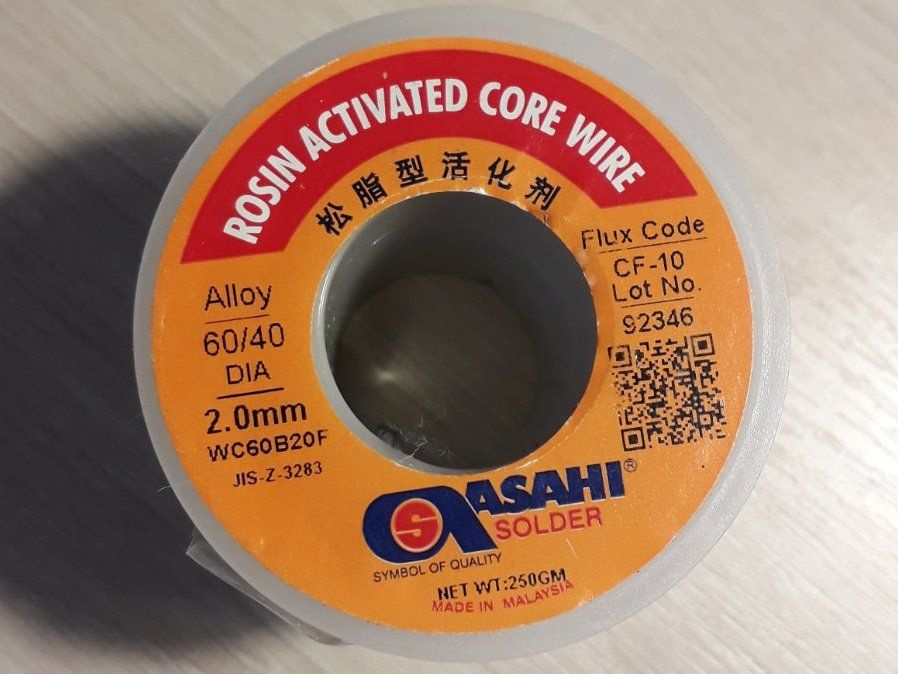 ROSIN ACTIVATED CORE WIRE
松脂型活化剂
Alloy
60/40
DIA
2.0mm
WC60B20F
JIS-Z-3283
Flux Code
CF-10
Lot No.
92346
S
ASAHI®
SOLDER
SYMBOL OF QUALITY
NET WT:250GM
MADE IN MALAYSIA